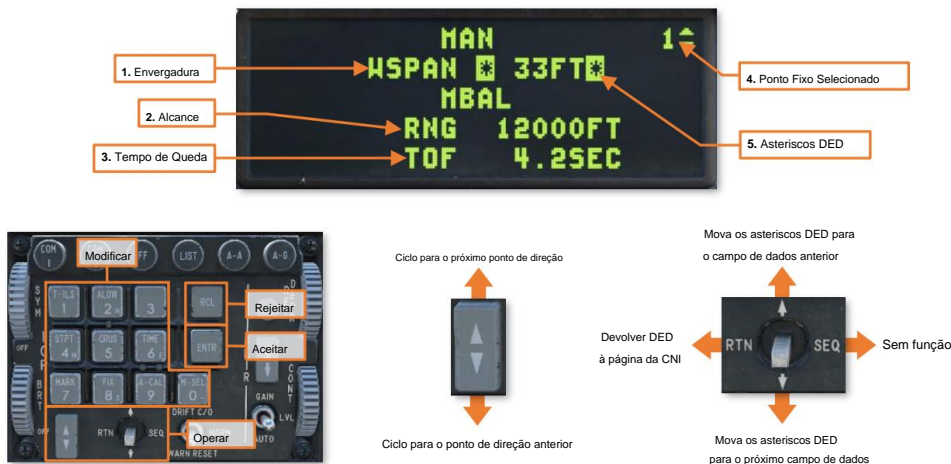 MAN 1
WSPAN * 33FT*
MBAL
RNG 12000FT
TOF 4.2SEC
1. Envergadura
2. Alcance
3. Tempo de Queda
4. Ponto Fixo Selecionado
5. Asteriscos DED
COM 1
Modificar
FF
LIST
A-A
A-G
T-ILS 1
ALOW 2 N
3
RCL
Rejeitar
STPT 4 W
CRUS 5
TIME 6 E
ENTR
Aceitar
MARK 7
FIX 8 S
A-CAL 9
M-SEL 0
SYM
OFF
BRT
OFF
CONT
GAIN
LVL
AUTO
DRIFT C/O
NORM
WARN RESET
RTN
SEQ
Operar
Ciclo para o próximo ponto de direção
Ciclo para o ponto de direção anterior
Mova os asteriscos DED para
o campo de dados anterior
Devolver DED
à página da CNI
RTN
SEQ
Sem função
Mova os asteriscos DED
para o próximo campo de dados